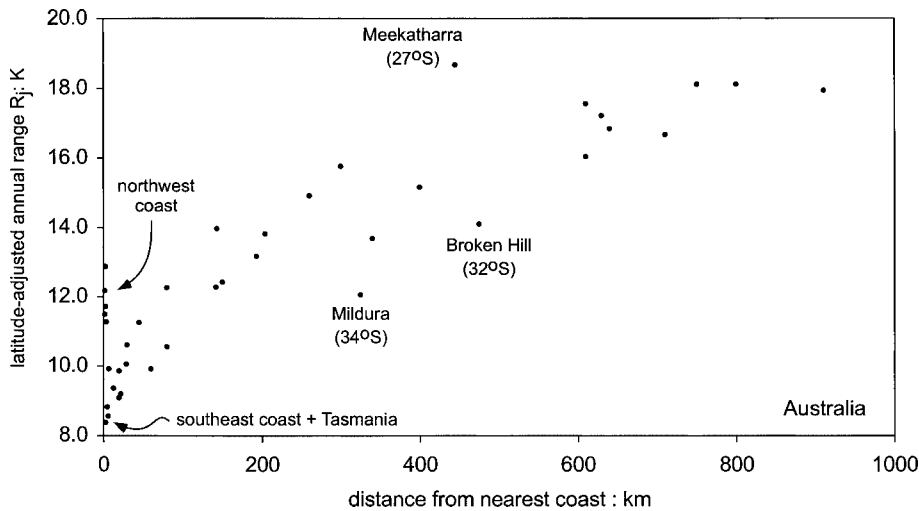 latitude-adjusted annual range Rj: K
20.0
18.0
16.0
14.0
12.0
10.0
8.0
Meekatharra
(27ºS)
northwest
coast
Broken Hill
(32ºS)
Mildura
(34ºS)
southeast coast + Tasmania
Australia
0
200
400
600
800
1000
distance from nearest coast : km